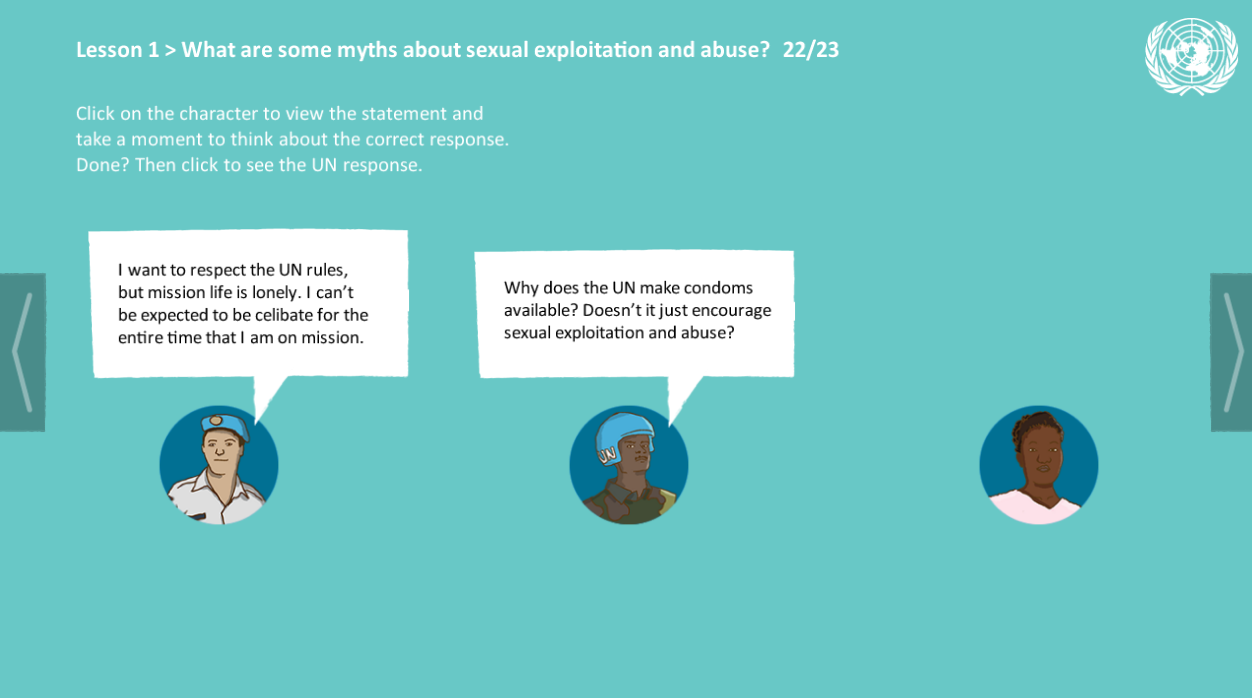 Lesson 1 > What are some myths about sexual exploitation and abuse? 22/23
Click on the character to view the statement and
take a moment to think about the correct response.
Done? Then click to see the UN response.
I want to respect the UN rules,
but mission life is lonely. I can't
be expected to be celibate for the
entire time that I am on mission.
Why does the UN make condoms
available? Doesn't it just encourage
sexual exploitation and abuse?
UN